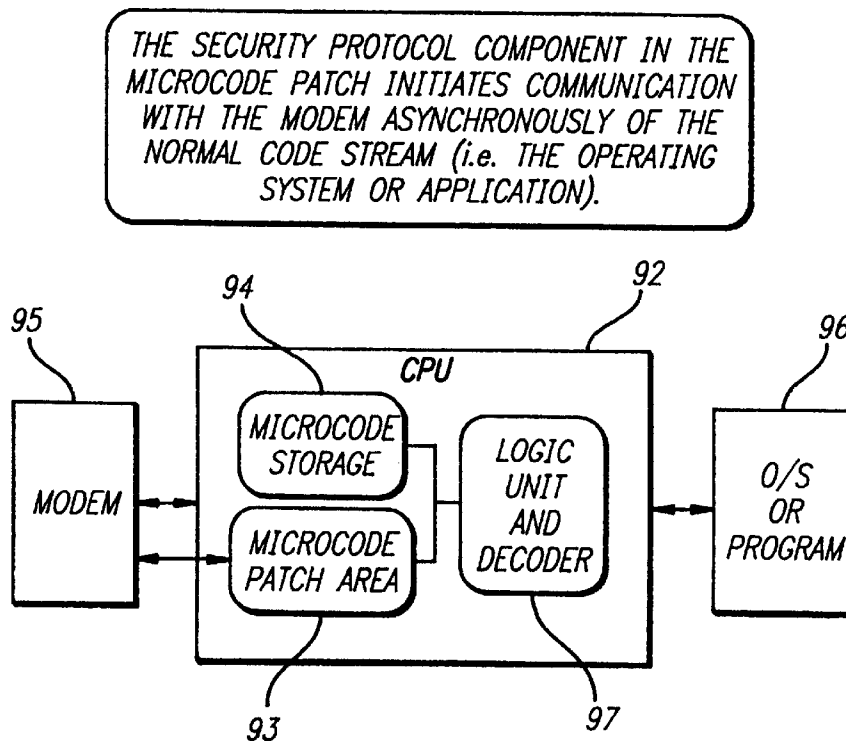 THE SECURITY PROTOCOL COMPONENT IN THE
MICROCODE PATCH INITIATES COMMUNICATION
WITH THE MODEM ASYNCHRONOUSLY OF THE
NORMAL CODE STREAM (i.e. THE OPERATING
SYSTEM OR APPLICATION).
94
92
95
96
CPU
MICROCODE
STORAGE
LOGIC
UNIT
AND
DECODER
MODEM
O/S
OR
PROGRAM
MICROCODE
PATCH AREA
93
97